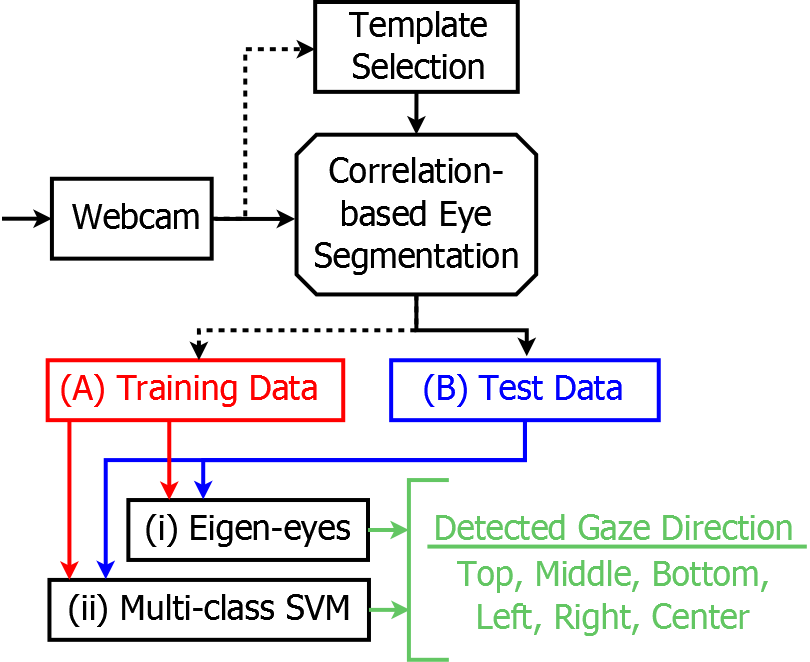 Template
Selection
Webcam
Correlation-
based Eye
Segmentation
(A) Training Data
(B) Test Data
(i) Eigen-eyes
(ii) Multi-class SVM
Detected Gaze Direction
Top, Middle, Bottom,
Left, Right, Center